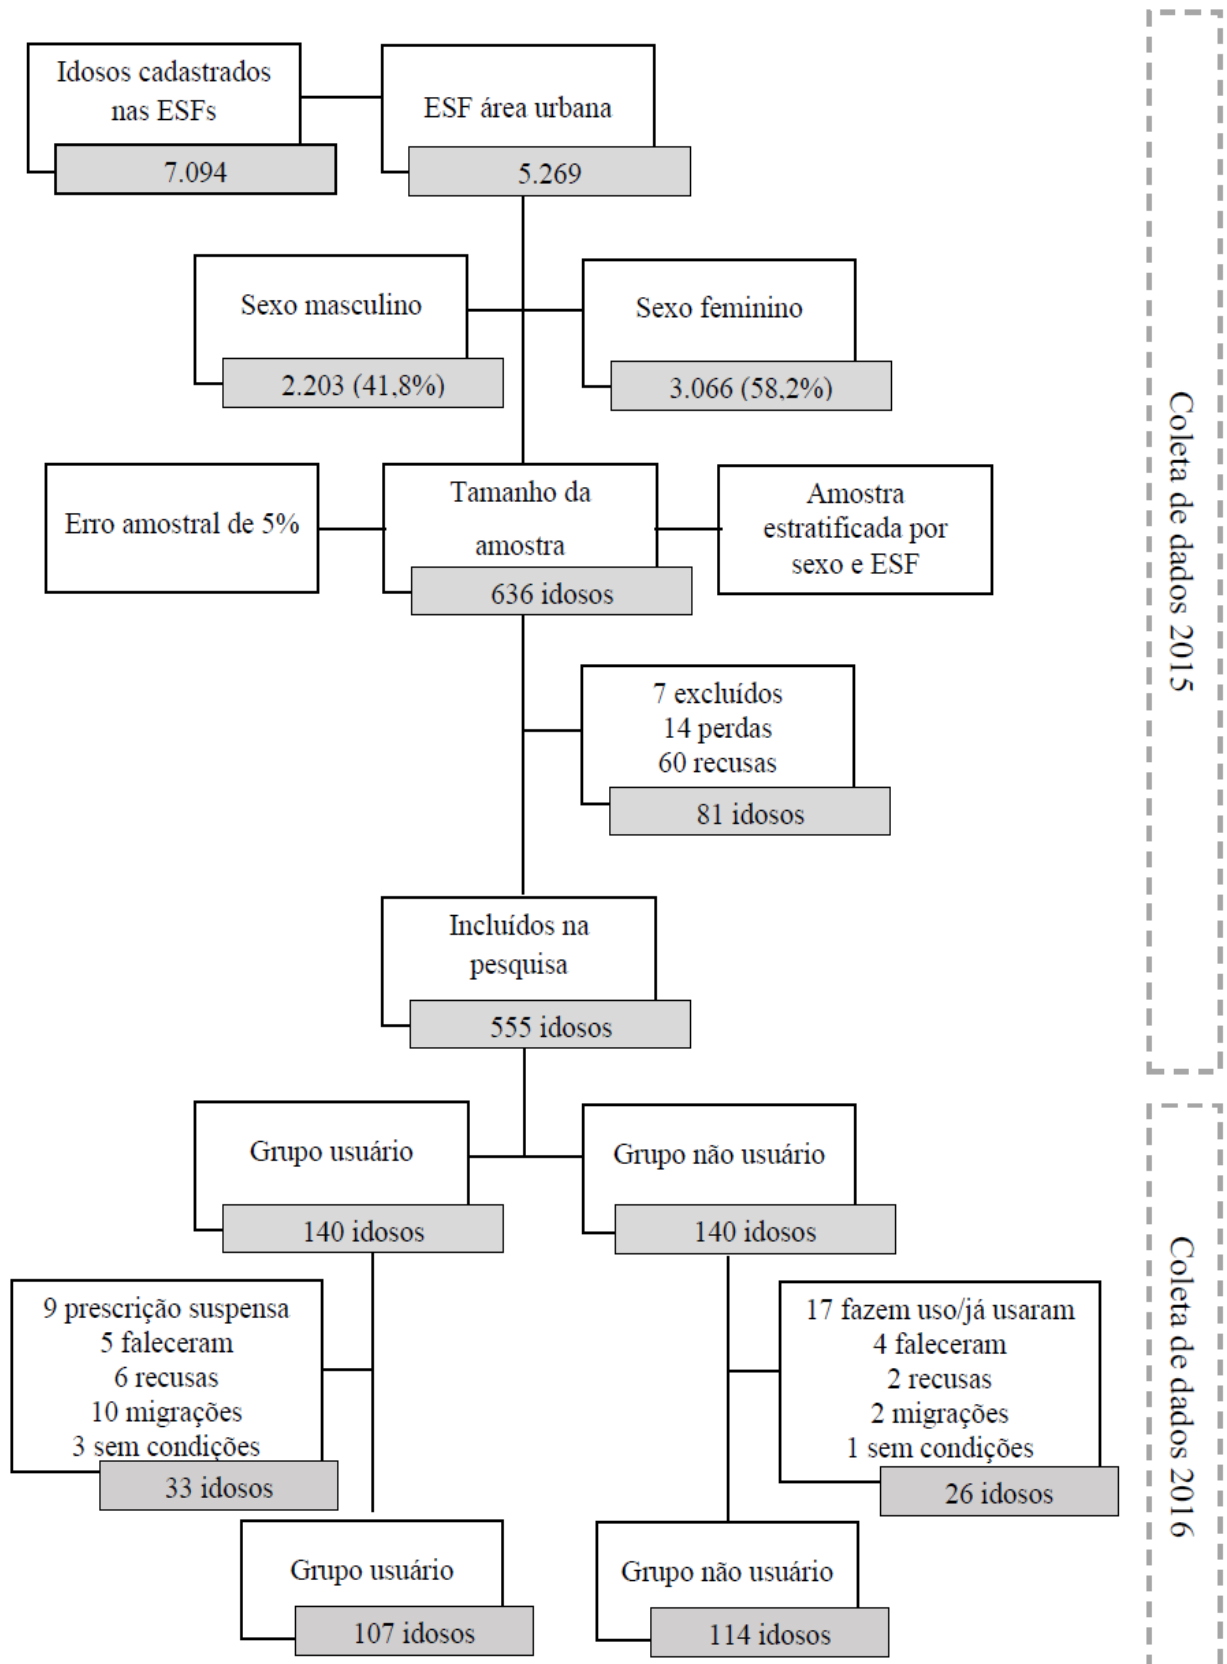 Idosos cadastrados
nas ESFs
7.094
ESF área urbana
5.269
Sexo masculino
2.203 (41,8%)
Sexo feminino
3.066 (58,2%)
Erro amostral de 5%
Tamanho da
amostra
636 idosos
Amostra
estratificada por
sexo e ESF
7 excluídos
14 perdas
60 recusas
81 idosos
Incluídos na
pesquisa
555 idosos
Coleta de dados 2015
Grupo usuário
140 idosos
Grupo não usuário
140 idosos
9 prescrição suspensa
5 faleceram
6 recusas
10 migrações
3 sem condições
33 idosos
17 fazem uso/já usaram
4 faleceram
2 recusas
2 migrações
1 sem condições
26 idosos
Grupo usuário
107 idosos
Grupo não usuário
114 idosos
Coleta de dados 2016